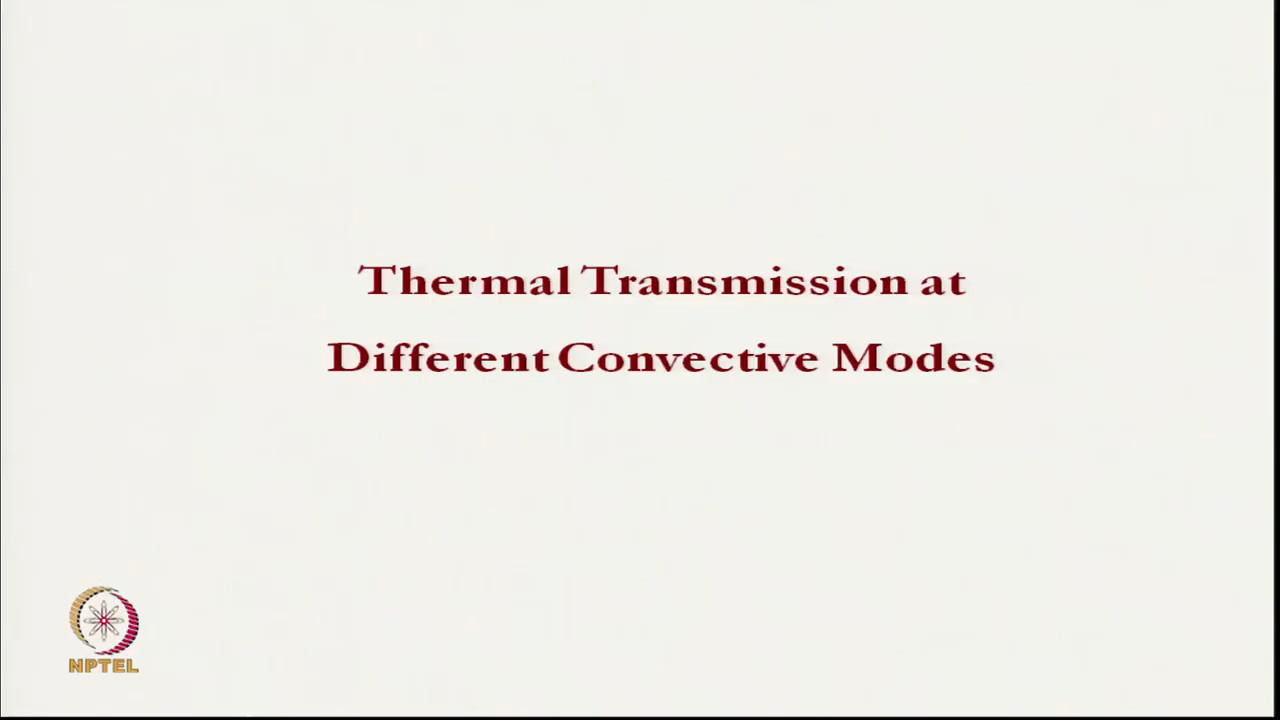 Thermal Transmission at
Different Convective Modes
NPTEL